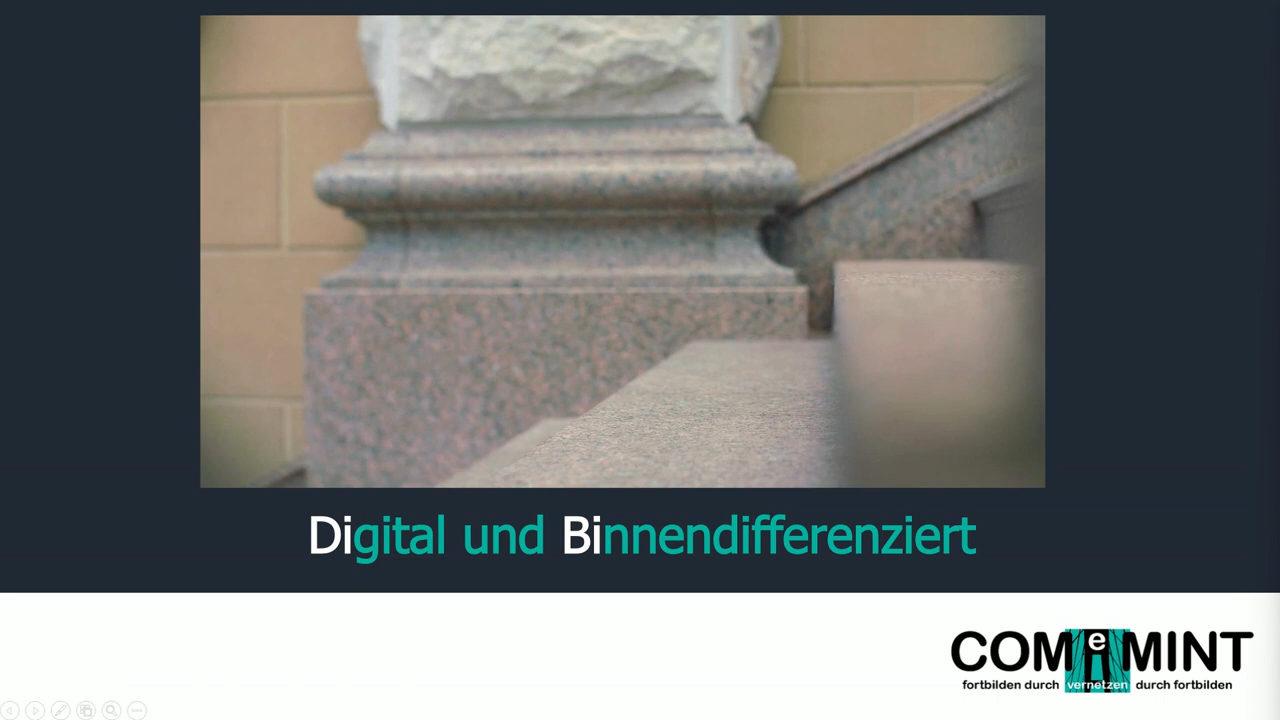 Digital und Binnendifferenziert
COMeMINT
fortbilden durch vernetzen durch fortbilden